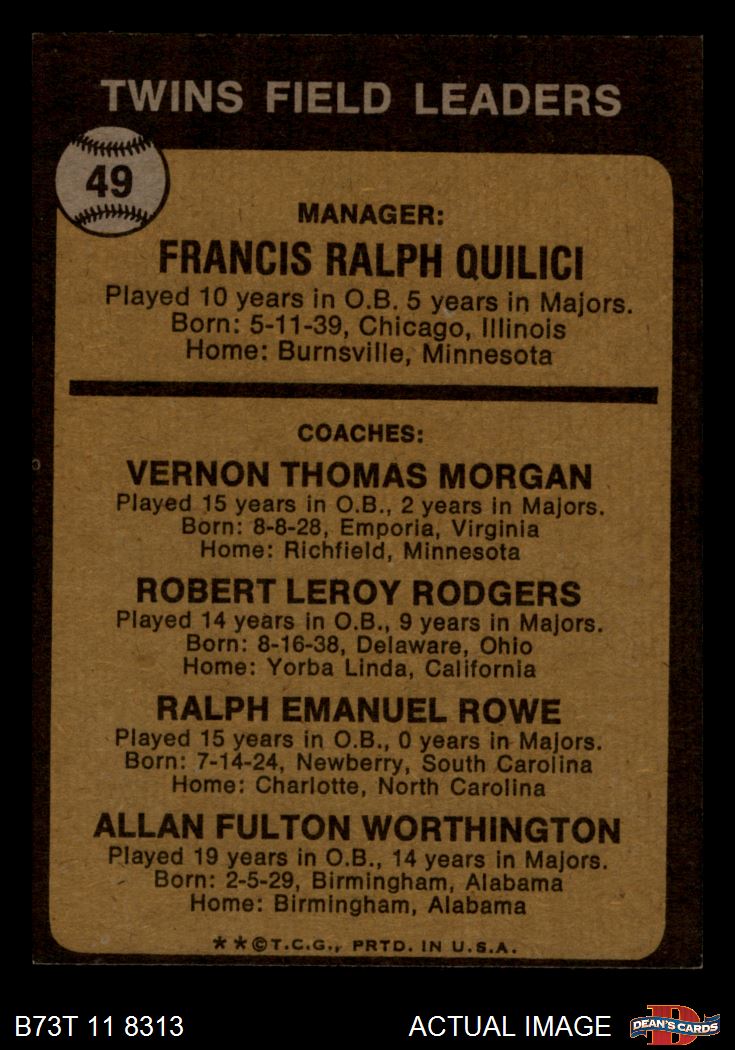 TWINS FIELD LEADERS
49
MANAGER:
FRANCIS RALPH QUILICI
Played 10 years in O.B. 5 years in Majors.
Born: 5-11-39, Chicago, Illinois
Home: Burnsville, Minnesota
COACHES:
VERNON THOMAS MORGAN
Played 15 years in O.B., 2 years in Majors.
Born: 8-8-28, Emporia, Virginia
Home: Richfield, Minnesota
ROBERT LEROY RODGERS
Played 14 years in O.B., 9 years in Majors.
Born: 8-16-38, Delaware, Ohio
Home: Yorba Linda, California
RALPH EMANUEL ROWE
Played 15 years in O.B., 0 years in Majors.
Born: 7-14-24, Newberry, South Carolina
Home: Charlotte, North Carolina
ALLAN FULTON WORTHINGTON
Played 19 years in O.B., 14 years in Majors.
Born: 2-5-29, Birmingham, Alabama
Home: Birmingham, Alabama
**©T.C.G., PRTD. IN U.S.A.
B73T 11 8313 ACTUAL IMAGE D DEAN'S CARDS